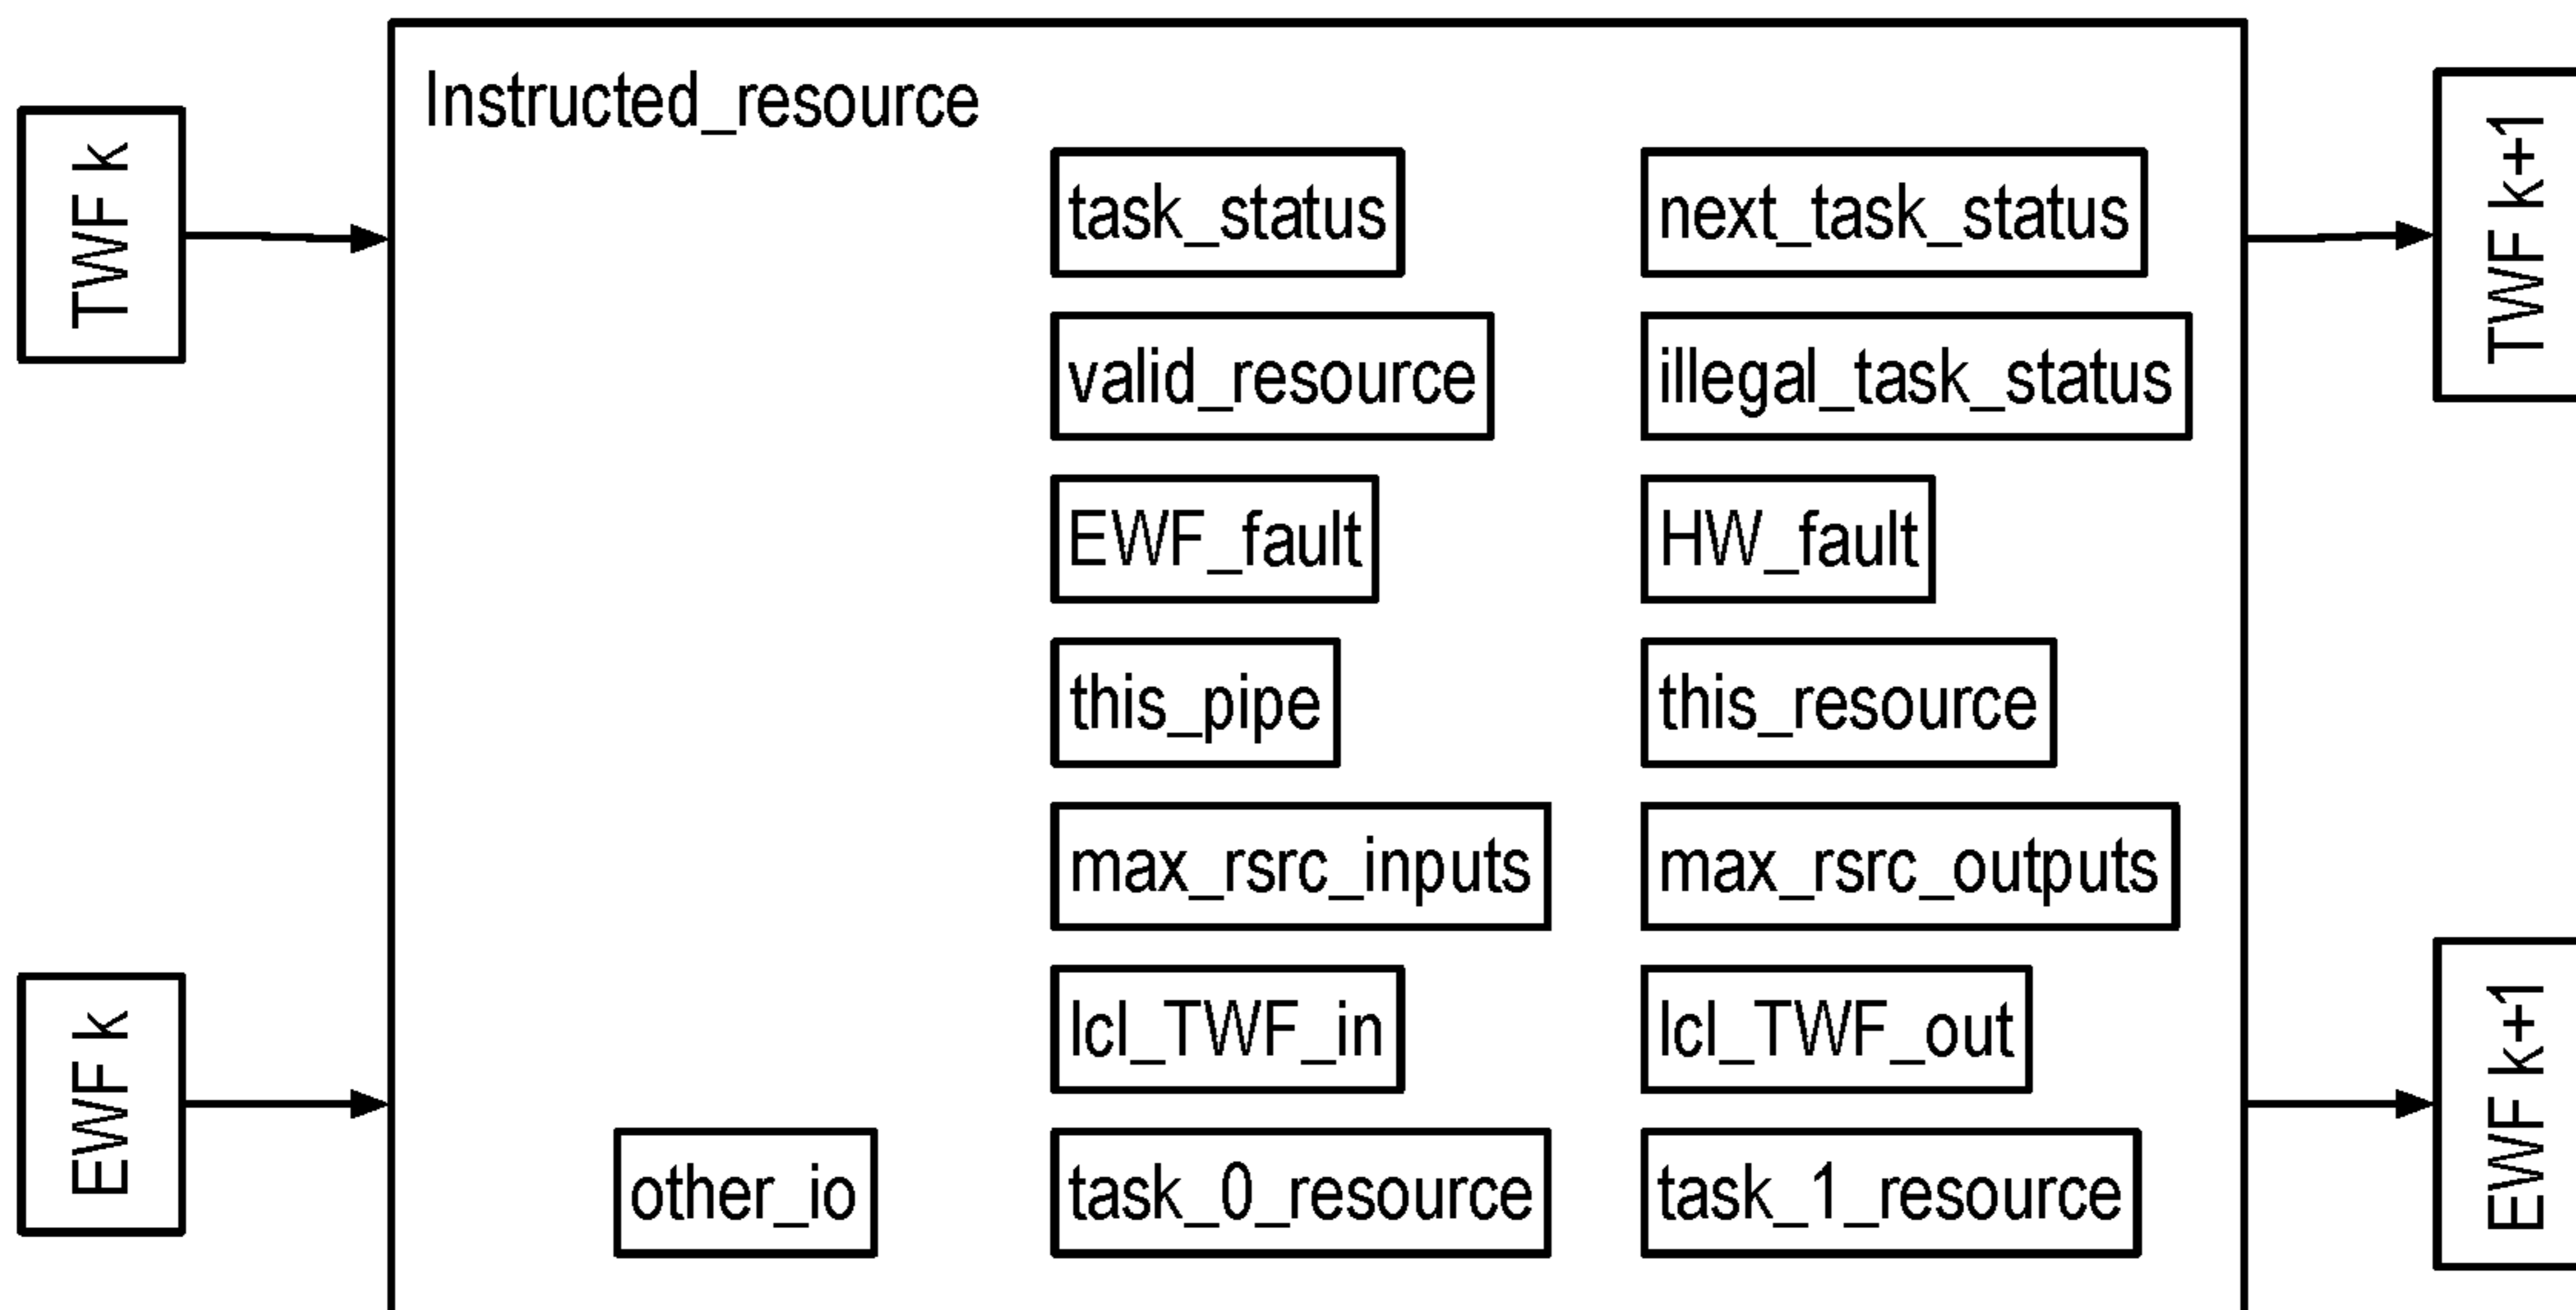 Instructed_resource
TWF k
task_status
next_task_status
TWF k+1
valid_resource
illegal_task_status
EWF_fault
HW_fault
this_pipe
this_resource
max_rsrc_inputs
max_rsrc_outputs
EWF k
lcl_TWF_in
lcl_TWF_out
EWF k+1
other_io
task_0_resource
task_1_resource